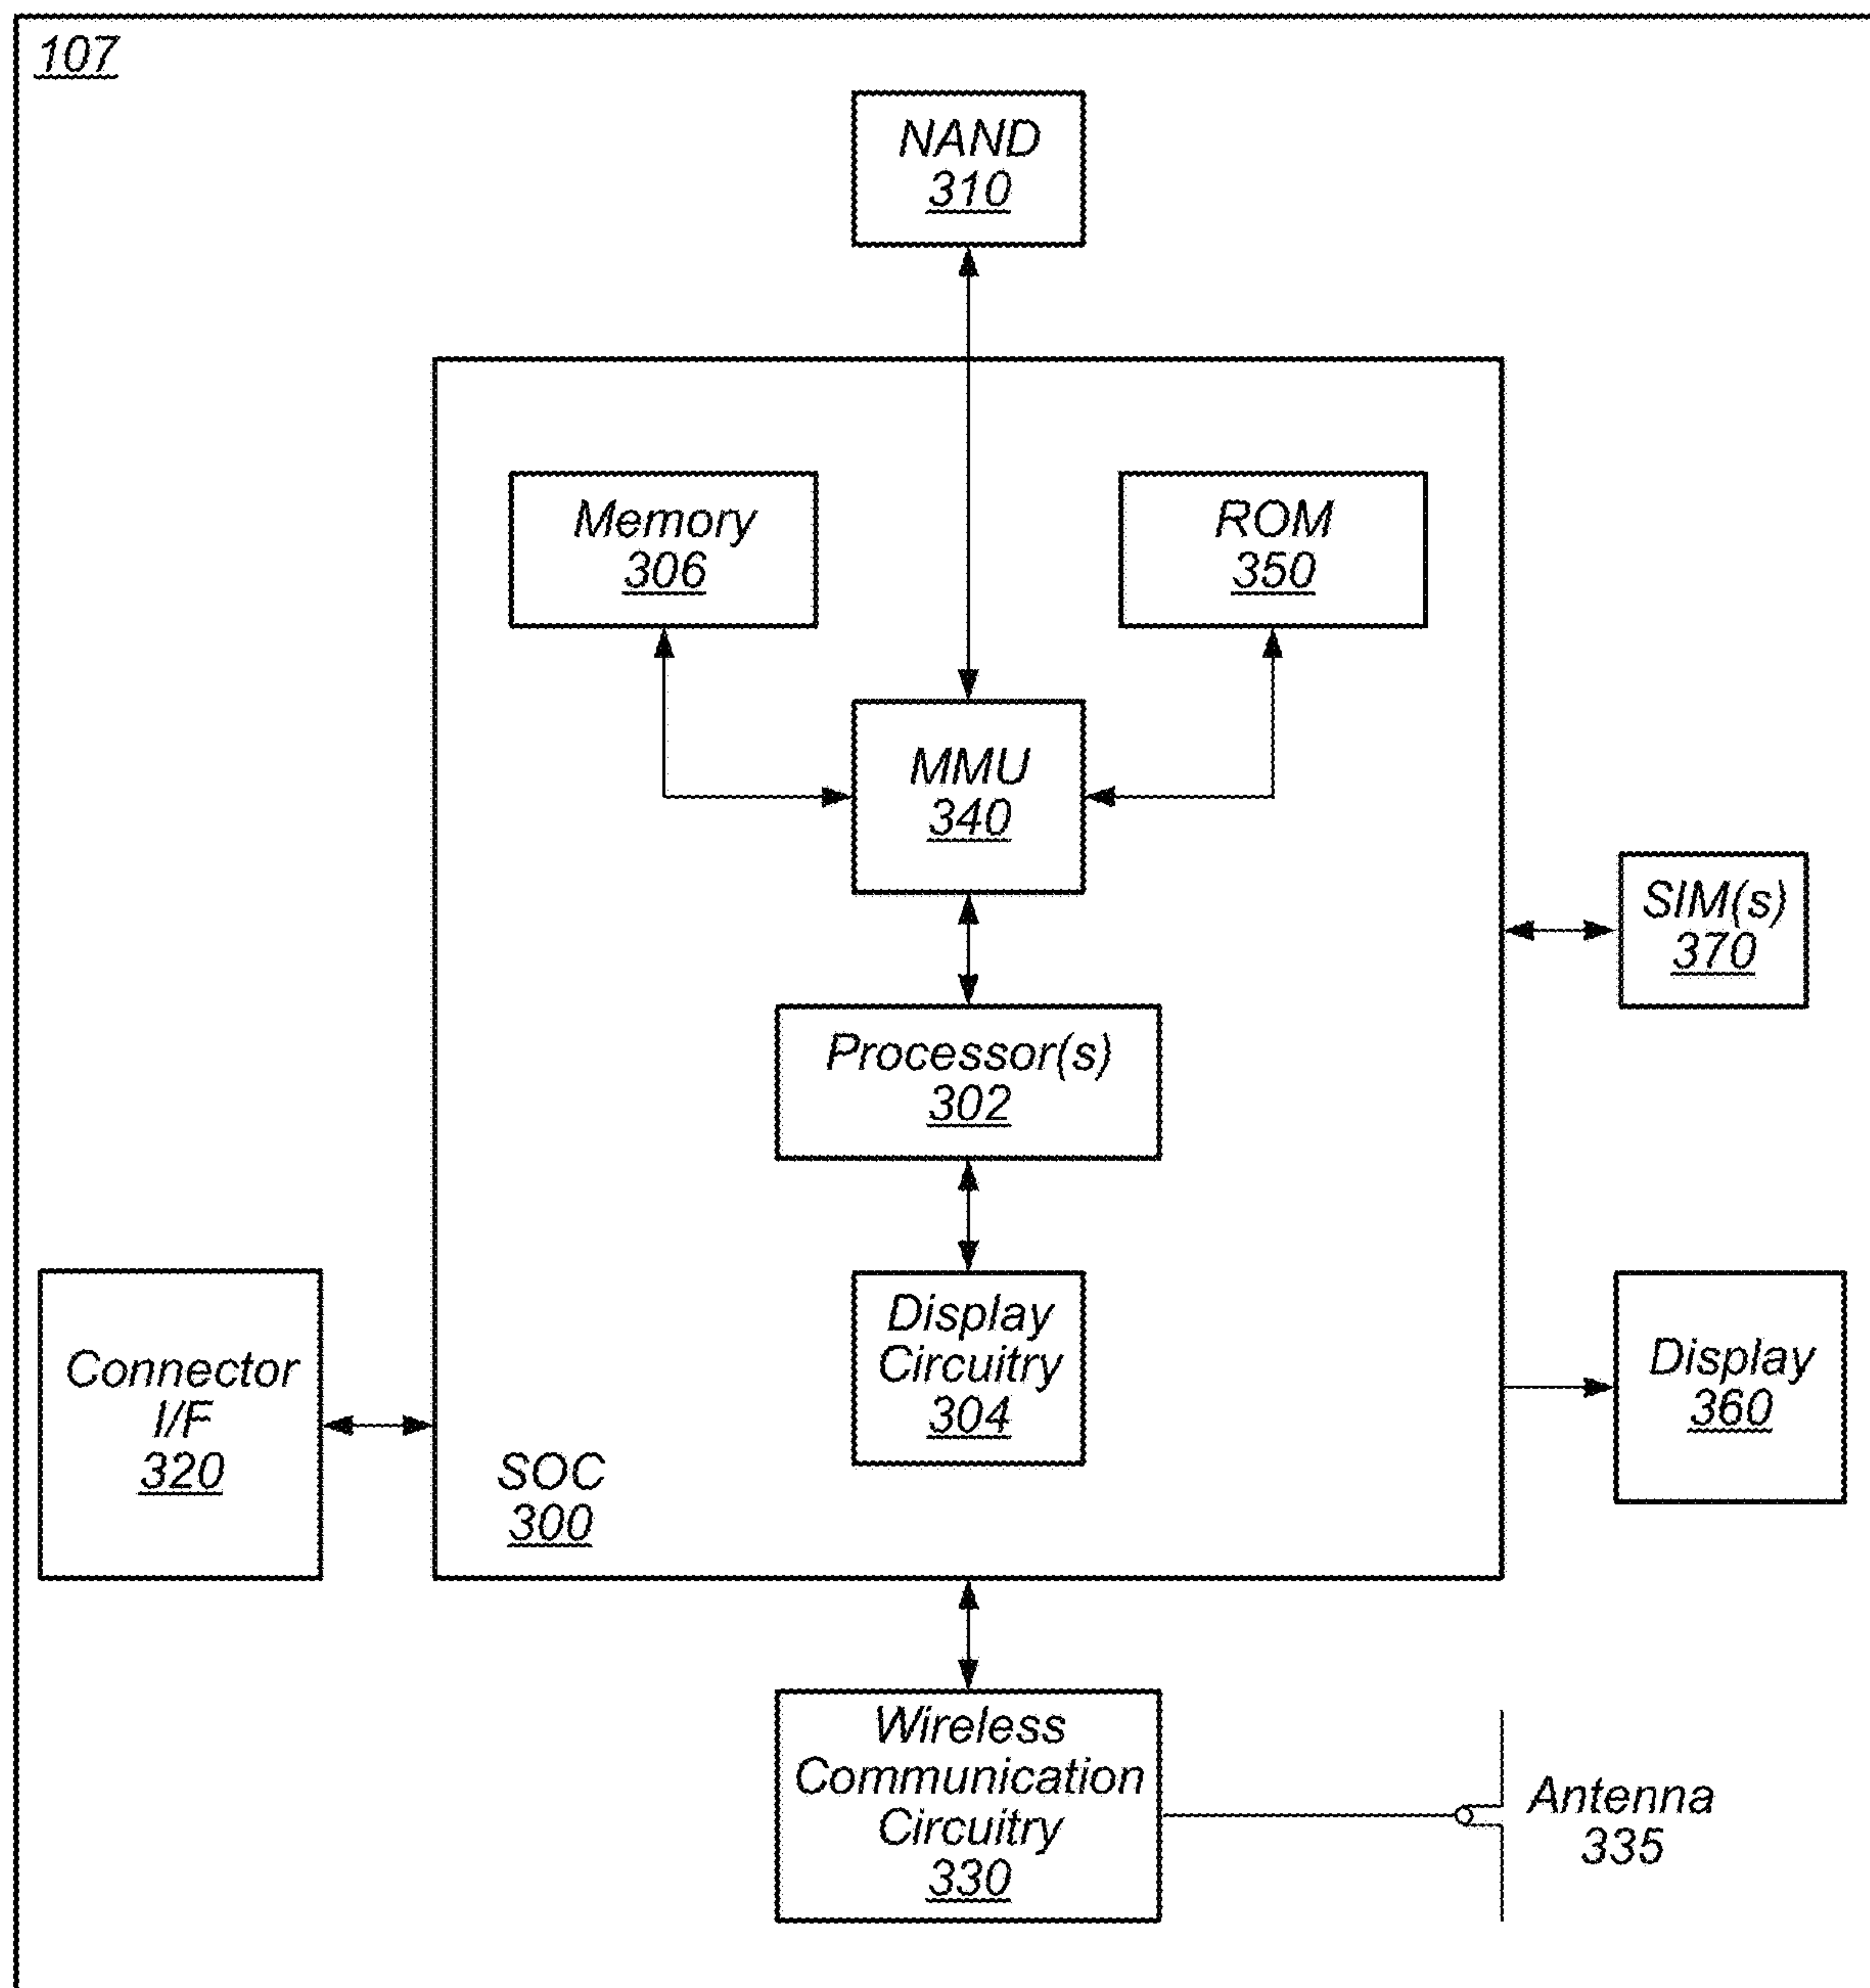 107
NAND
310
Memory
306
ROM
350
MMU
340
SIM(s)
370
Processor(s)
302
Display
Circuitry
304
Connector
I/F
320
Display
360
SOC
300
Wireless
Communication
Circuitry
330
Antenna
335